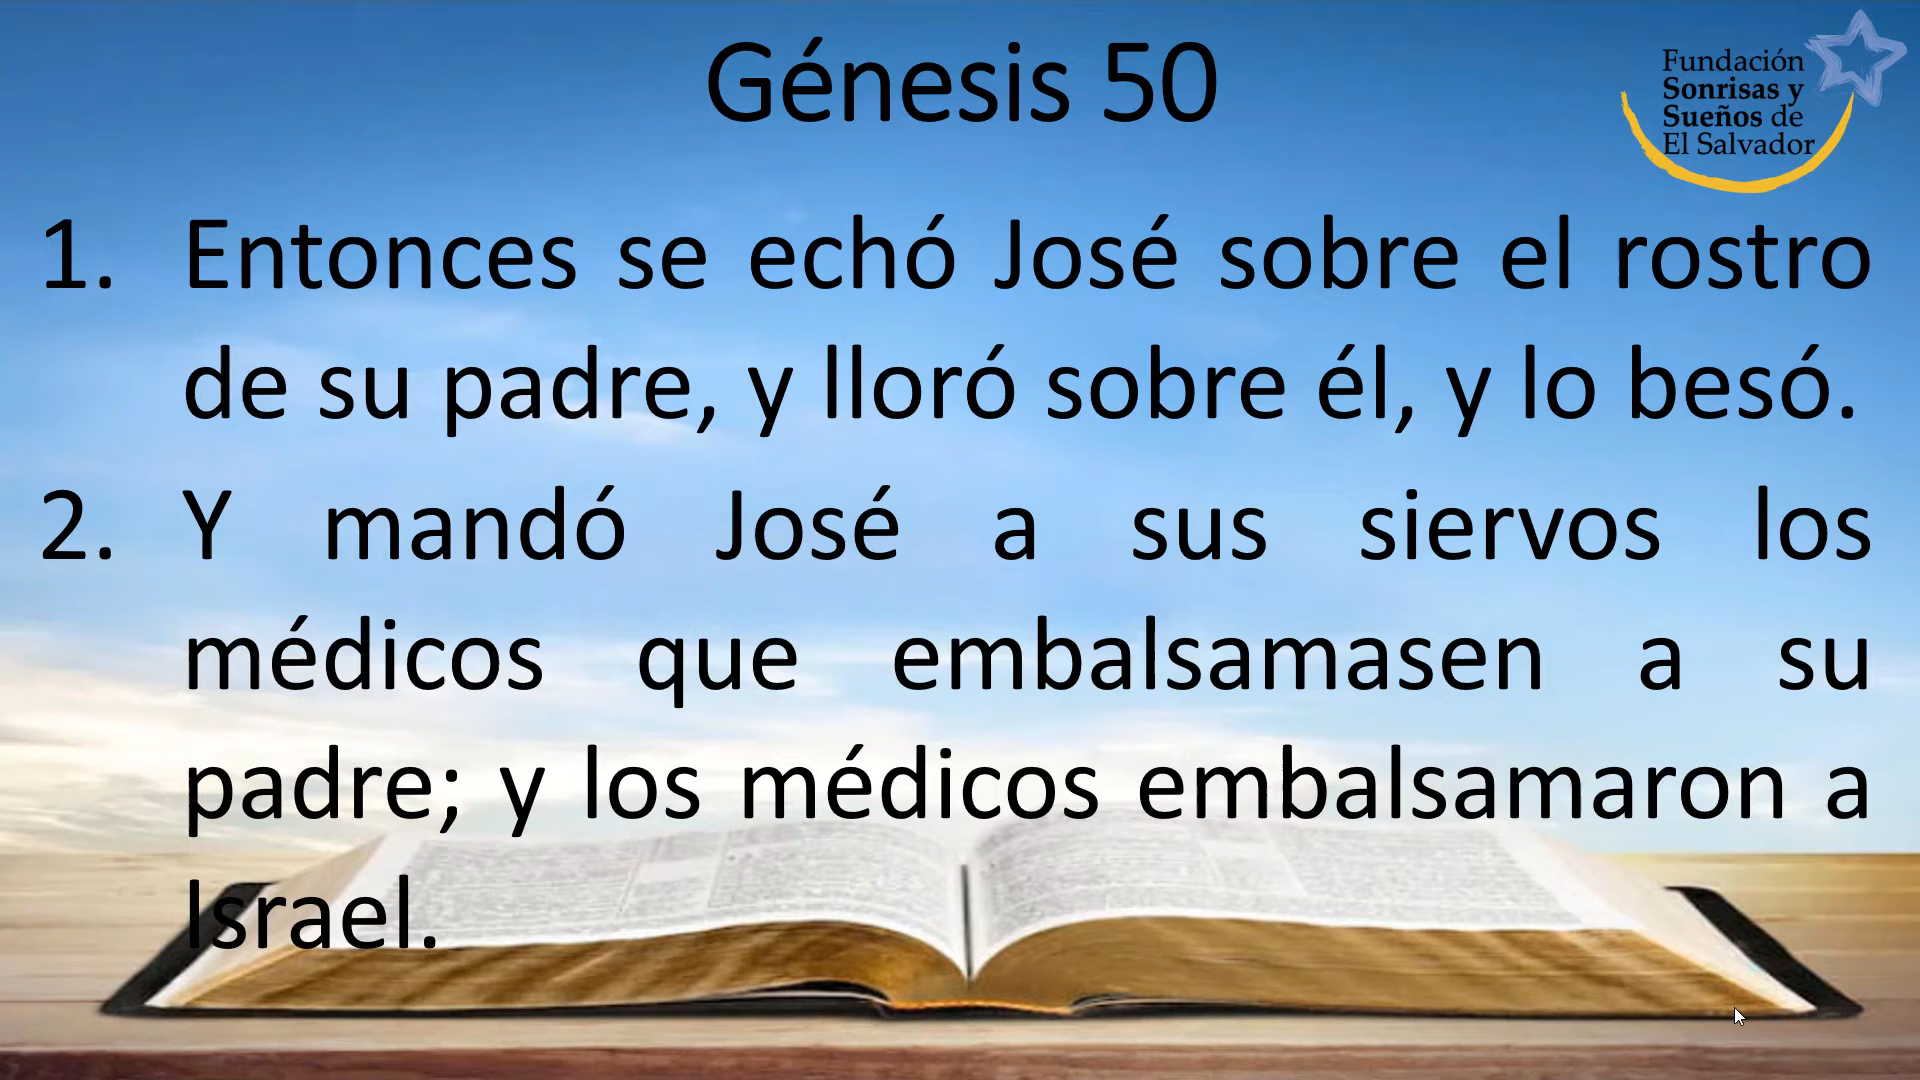 Génesis 50
Fundación
Sonrisas y
Sueños de
El Salvador
1. Entonces se echó José sobre el rostro
de su padre, y lloró sobre él, y lo besó.
2. Y mandó José a sus siervos los
médicos que embalsamasen a su
padre; y los médicos embalsamaron a
Israel.